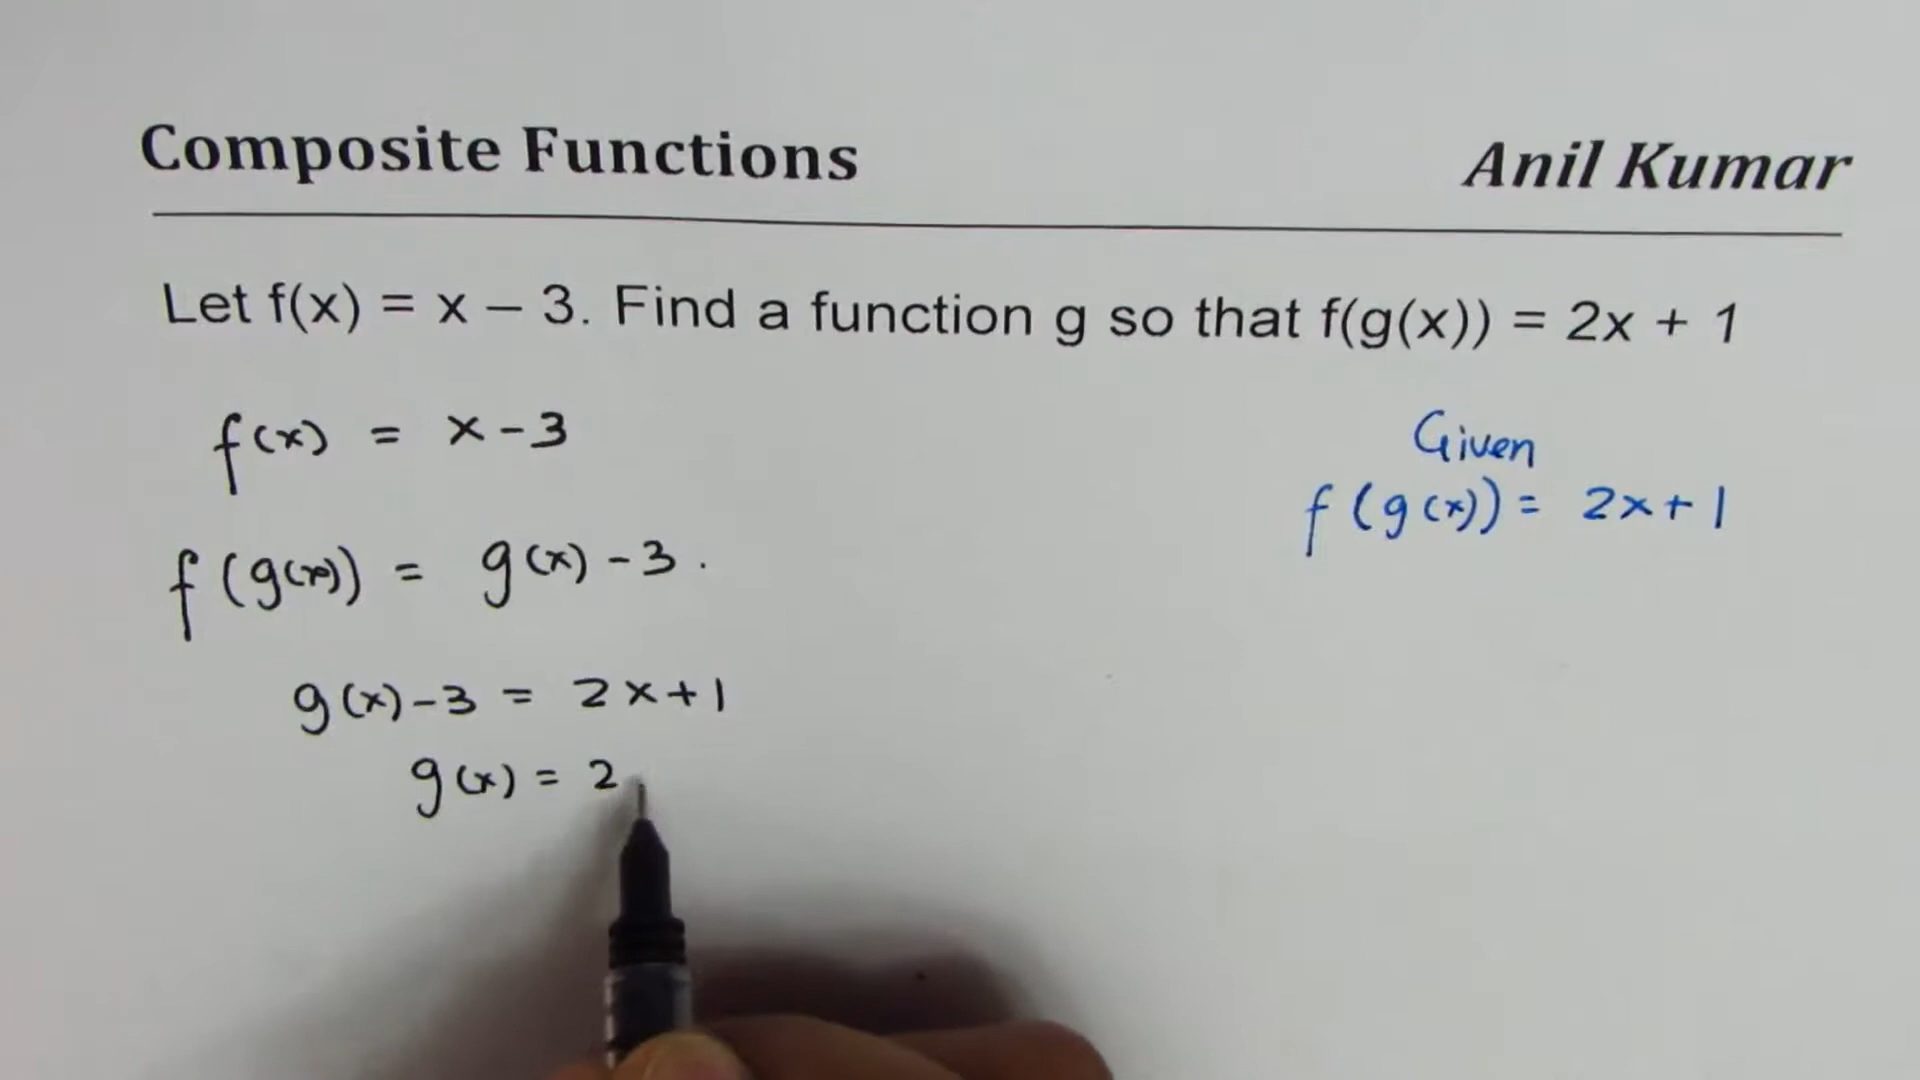 Composite Functions Anil Kumar
Let f(x) = x – 3. Find a function g so that f(g(x)) = 2x + 1
f(x) = x - 3
Given
f(g(x)) = 2x + 1
f(g(x)) = g(x) - 3.
g(x) - 3 = 2x + 1
g(x) = 2